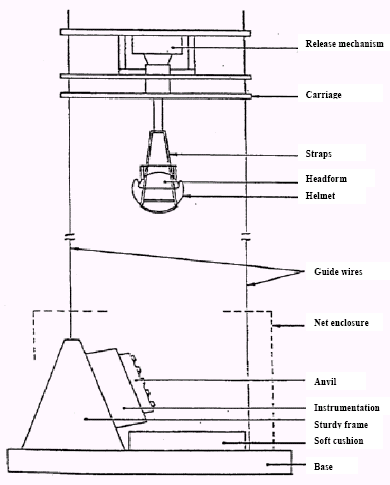 Release mechanism
Carriage
Straps
Headform
Helmet
Guide wires
Net enclosure
Anvil
Instrumentation
Sturdy frame
Soft cushion
Base